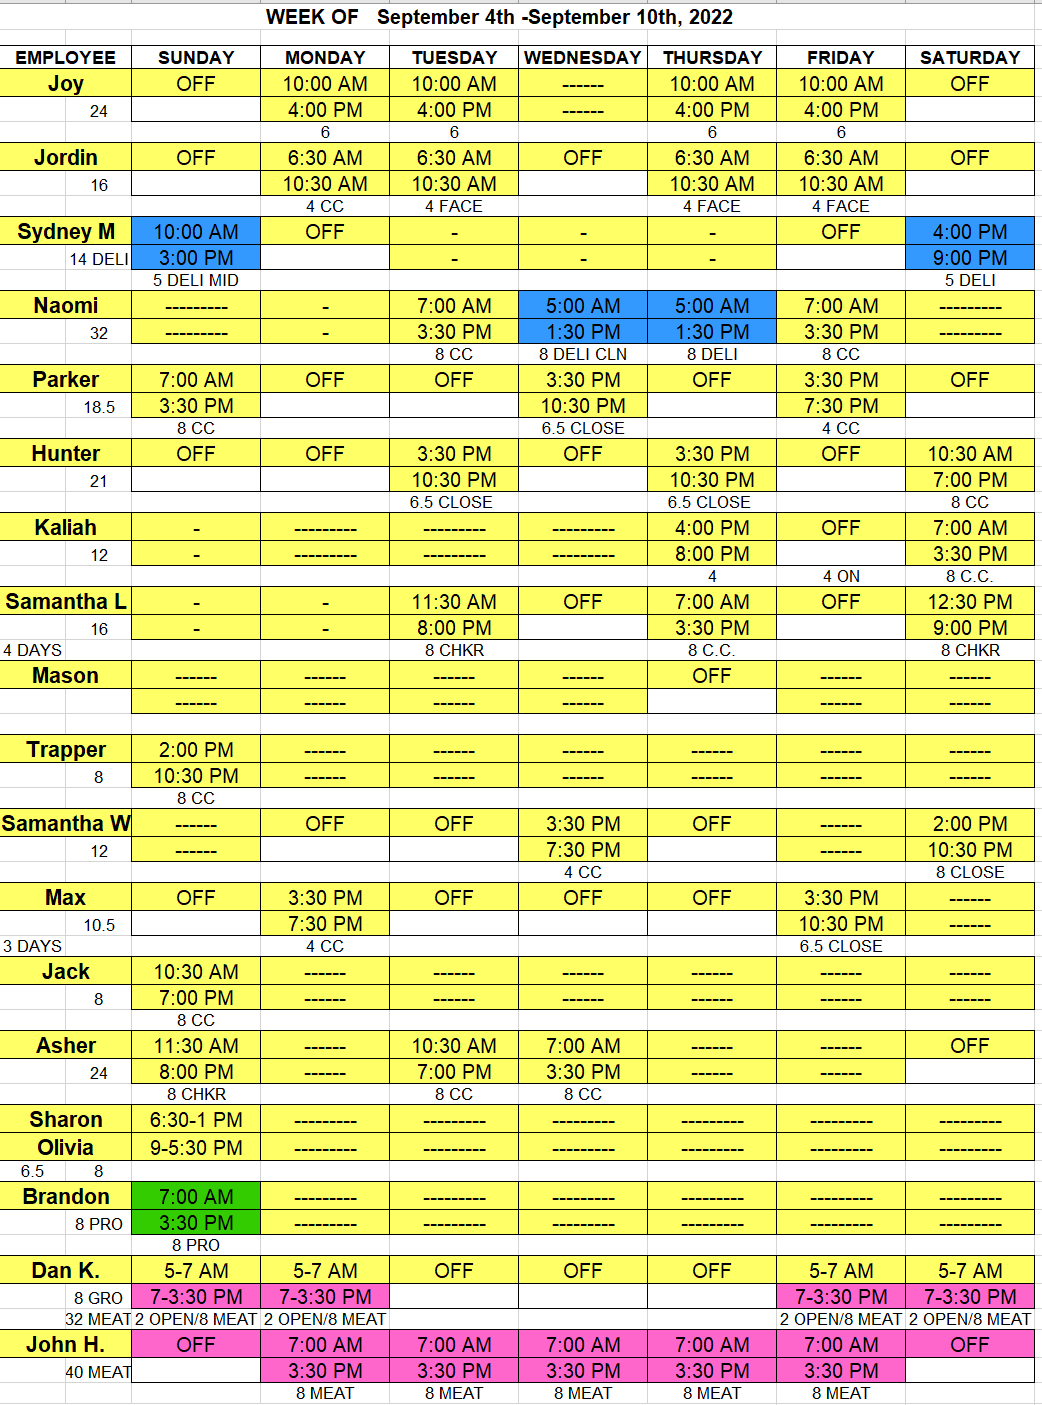 WEEK OF September 4th -September 10th, 2022
EMPLOYEE SUNDAY MONDAY TUESDAY WEDNESDAY THURSDAY FRIDAY SATURDAY
Joy OFF 10:00 AM 10:00 AM ------ 10:00 AM 10:00 AM OFF
24 4:00 PM 4:00 PM ------ 4:00 PM 4:00 PM
6 6 6 6
Jordin OFF 6:30 AM 6:30 AM OFF 6:30 AM 6:30 AM OFF
16 10:30 AM 10:30 AM 10:30 AM 10:30 AM
4 CC 4 FACE 4 FACE 4 FACE
Sydney M 10:00 AM OFF - - - OFF 4:00 PM
14 DELI 3:00 PM - - - 9:00 PM
5 DELI MID 5 DELI
Naomi --------- - 7:00 AM 5:00 AM 5:00 AM 7:00 AM ---------
32 --------- - 3:30 PM 1:30 PM 1:30 PM 3:30 PM ---------
8 CC 8 DELI CLN 8 DELI 8 CC
Parker 7:00 AM OFF OFF 3:30 PM OFF 3:30 PM OFF
18.5 3:30 PM 10:30 PM 7:30 PM
8 CC 6.5 CLOSE 4 CC
Hunter OFF OFF 3:30 PM OFF 3:30 PM OFF 10:30 AM
21 10:30 PM 10:30 PM 7:00 PM
6.5 CLOSE 6.5 CLOSE 8 CC
Kaliah - --------- --------- --------- 4:00 PM OFF 7:00 AM
12 - --------- --------- --------- 8:00 PM 3:30 PM
4 4 ON 8 C.C.
Samantha L - - 11:30 AM OFF 7:00 AM OFF 12:30 PM
16 - - 8:00 PM 3:30 PM 9:00 PM
4 DAYS 8 CHKR 8 C.C. 8 CHKR
Mason ------ ------ ------ ------ OFF ------ ------
------ ------ ------ ------ ------ ------
Trapper 2:00 PM ------ ------ ------ ------ ------ ------
8 10:30 PM ------ ------ ------ ------ ------ ------
8 CC
Samantha W ------ OFF OFF 3:30 PM OFF ------ 2:00 PM
12 ------ 7:30 PM ------ 10:30 PM
4 CC 8 CLOSE
Max OFF 3:30 PM OFF OFF OFF 3:30 PM ------
10.5 7:30 PM 10:30 PM ------
3 DAYS 4 CC 6.5 CLOSE
Jack 10:30 AM ------ ------ ------ ------ ------ ------
8 7:00 PM ------ ------ ------ ------ ------ ------
8 CC
Asher 11:30 AM ------ 10:30 AM 7:00 AM ------ ------ OFF
24 8:00 PM ------ 7:00 PM 3:30 PM ------ ------
8 CHKR 8 CC 8 CC
Sharon 6:30-1 PM --------- --------- --------- --------- --------- ---------
Olivia 9-5:30 PM --------- --------- --------- --------- --------- ---------
6.5 8
Brandon 7:00 AM --------- --------- --------- --------- --------- ---------
8 PRO 3:30 PM --------- --------- --------- --------- --------- ---------
8 PRO
Dan K. 5-7 AM 5-7 AM OFF OFF OFF 5-7 AM 5-7 AM
8 GRO 7-3:30 PM 7-3:30 PM 7-3:30 PM 7-3:30 PM
32 MEAT 2 OPEN/8 MEAT 2 OPEN/8 MEAT 2 OPEN/8 MEAT 2 OPEN/8 MEAT
John H. OFF 7:00 AM 7:00 AM 7:00 AM 7:00 AM 7:00 AM OFF
40 MEAT 3:30 PM 3:30 PM 3:30 PM 3:30 PM 3:30 PM
8 MEAT 8 MEAT 8 MEAT 8 MEAT 8 MEAT